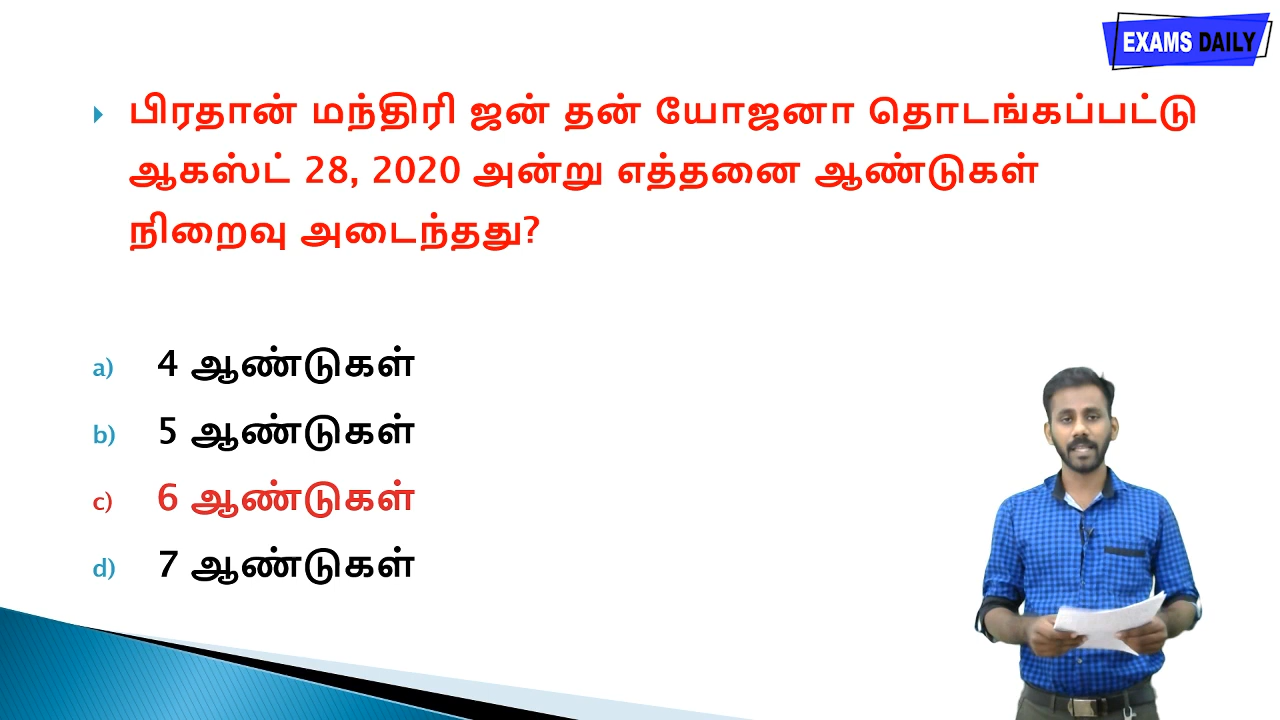 EXAMS DAILY
பிரதான் மந்திரி ஜன் தன் யோஜனா தொடங்கப்பட்டு
ஆகஸ்ட் 28, 2020 அன்று எத்தனை ஆண்டுகள்
நிறைவு அடைந்தது?
a) 4 ஆண்டுகள்
b) 5 ஆண்டுகள்
c) 6 ஆண்டுகள்
d) 7 ஆண்டுகள்